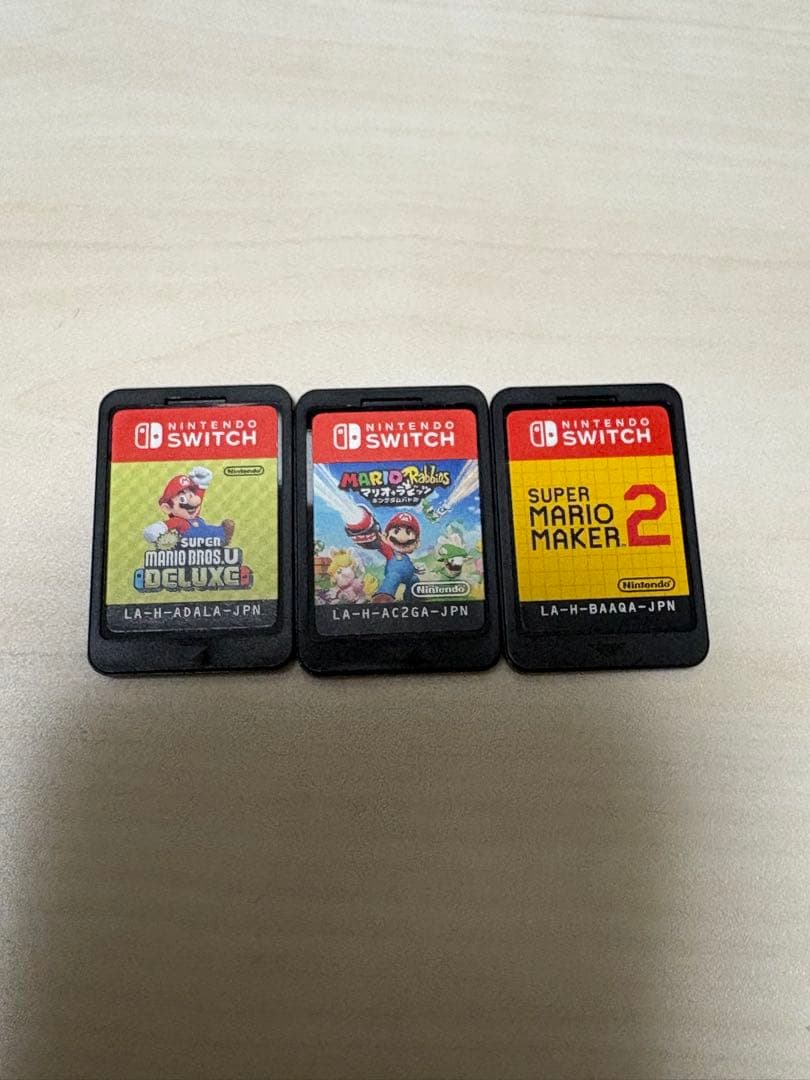 NINTENDO
SWITCH
Nintendo
SUPER
MARIO BROS. U
DELUXE
LA-H-ADALA-JPN
NINTENDO
SWITCH
MARIO + Rabbids
マリオ+ラビッツ
キングダムバトル
Nintendo
LA-H-AC2GA-JPN
NINTENDO
SWITCH
SUPER
MARIO
MAKER 2
TM
Nintendo
LA-H-BAAQA-JPN